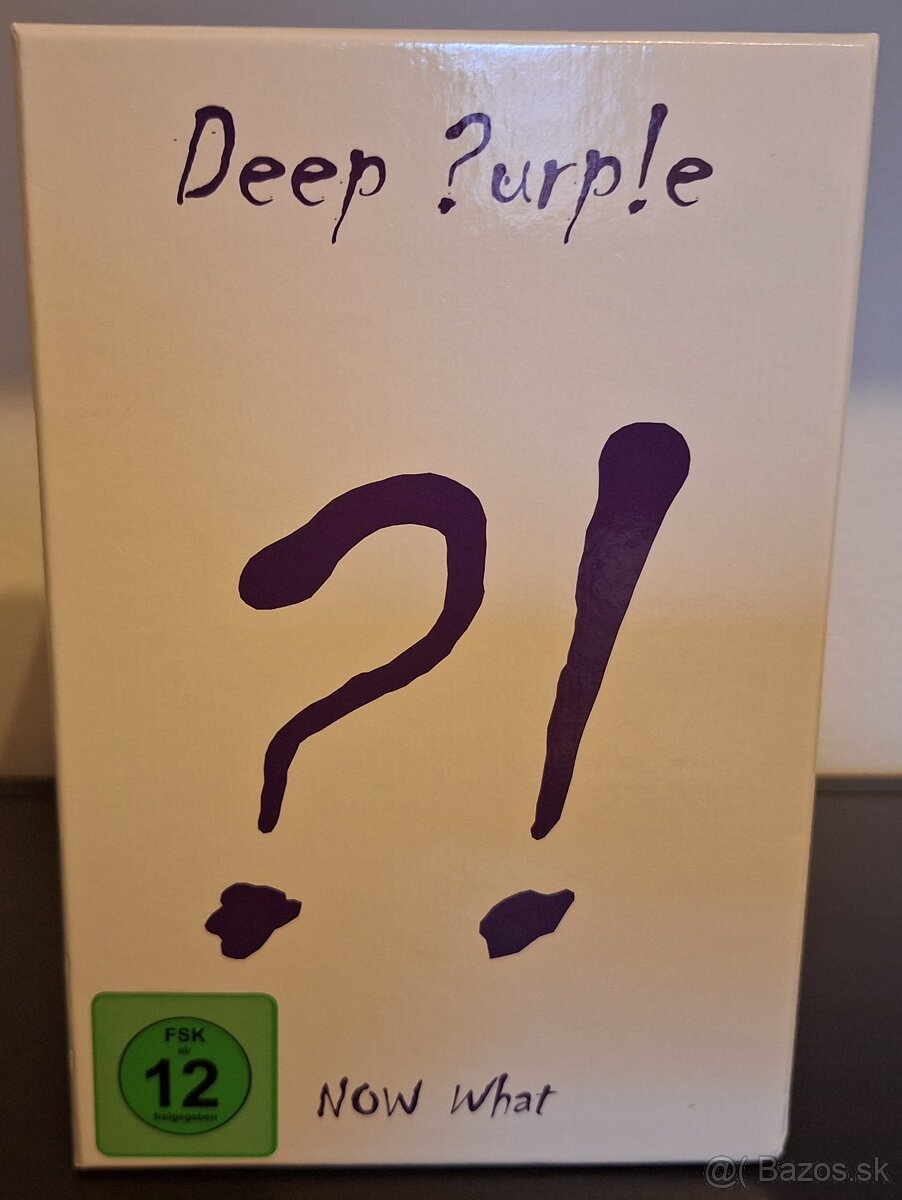 Deep ?urp!e
?!
FSK
ab
12
freigegeben
NOW What
@( Bazos.sk